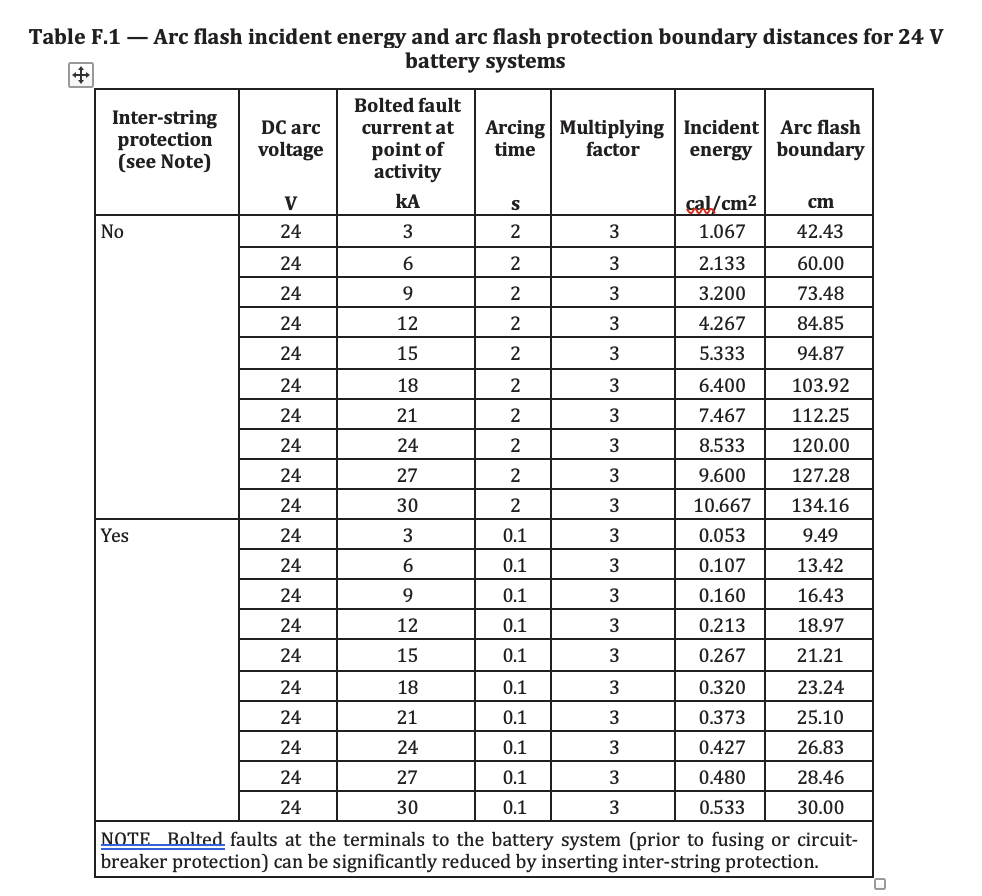 Table F.1 — Arc flash incident energy and arc flash protection boundary distances for 24 V
battery systems
Inter-string protection (see Note) DC arc voltage Bolted fault current at point of activity Arcing time Multiplying factor Incident energy Arc flash boundary
V kA s cal/cm² cm
No 24 3 2 3 1.067 42.43
24 6 2 3 2.133 60.00
24 9 2 3 3.200 73.48
24 12 2 3 4.267 84.85
24 15 2 3 5.333 94.87
24 18 2 3 6.400 103.92
24 21 2 3 7.467 112.25
24 24 2 3 8.533 120.00
24 27 2 3 9.600 127.28
24 30 2 3 10.667 134.16
Yes 24 3 0.1 3 0.053 9.49
24 6 0.1 3 0.107 13.42
24 9 0.1 3 0.160 16.43
24 12 0.1 3 0.213 18.97
24 15 0.1 3 0.267 21.21
24 18 0.1 3 0.320 23.24
24 21 0.1 3 0.373 25.10
24 24 0.1 3 0.427 26.83
24 27 0.1 3 0.480 28.46
24 30 0.1 3 0.533 30.00
NOTE Bolted faults at the terminals to the battery system (prior to fusing or circuit-
breaker protection) can be significantly reduced by inserting inter-string protection.